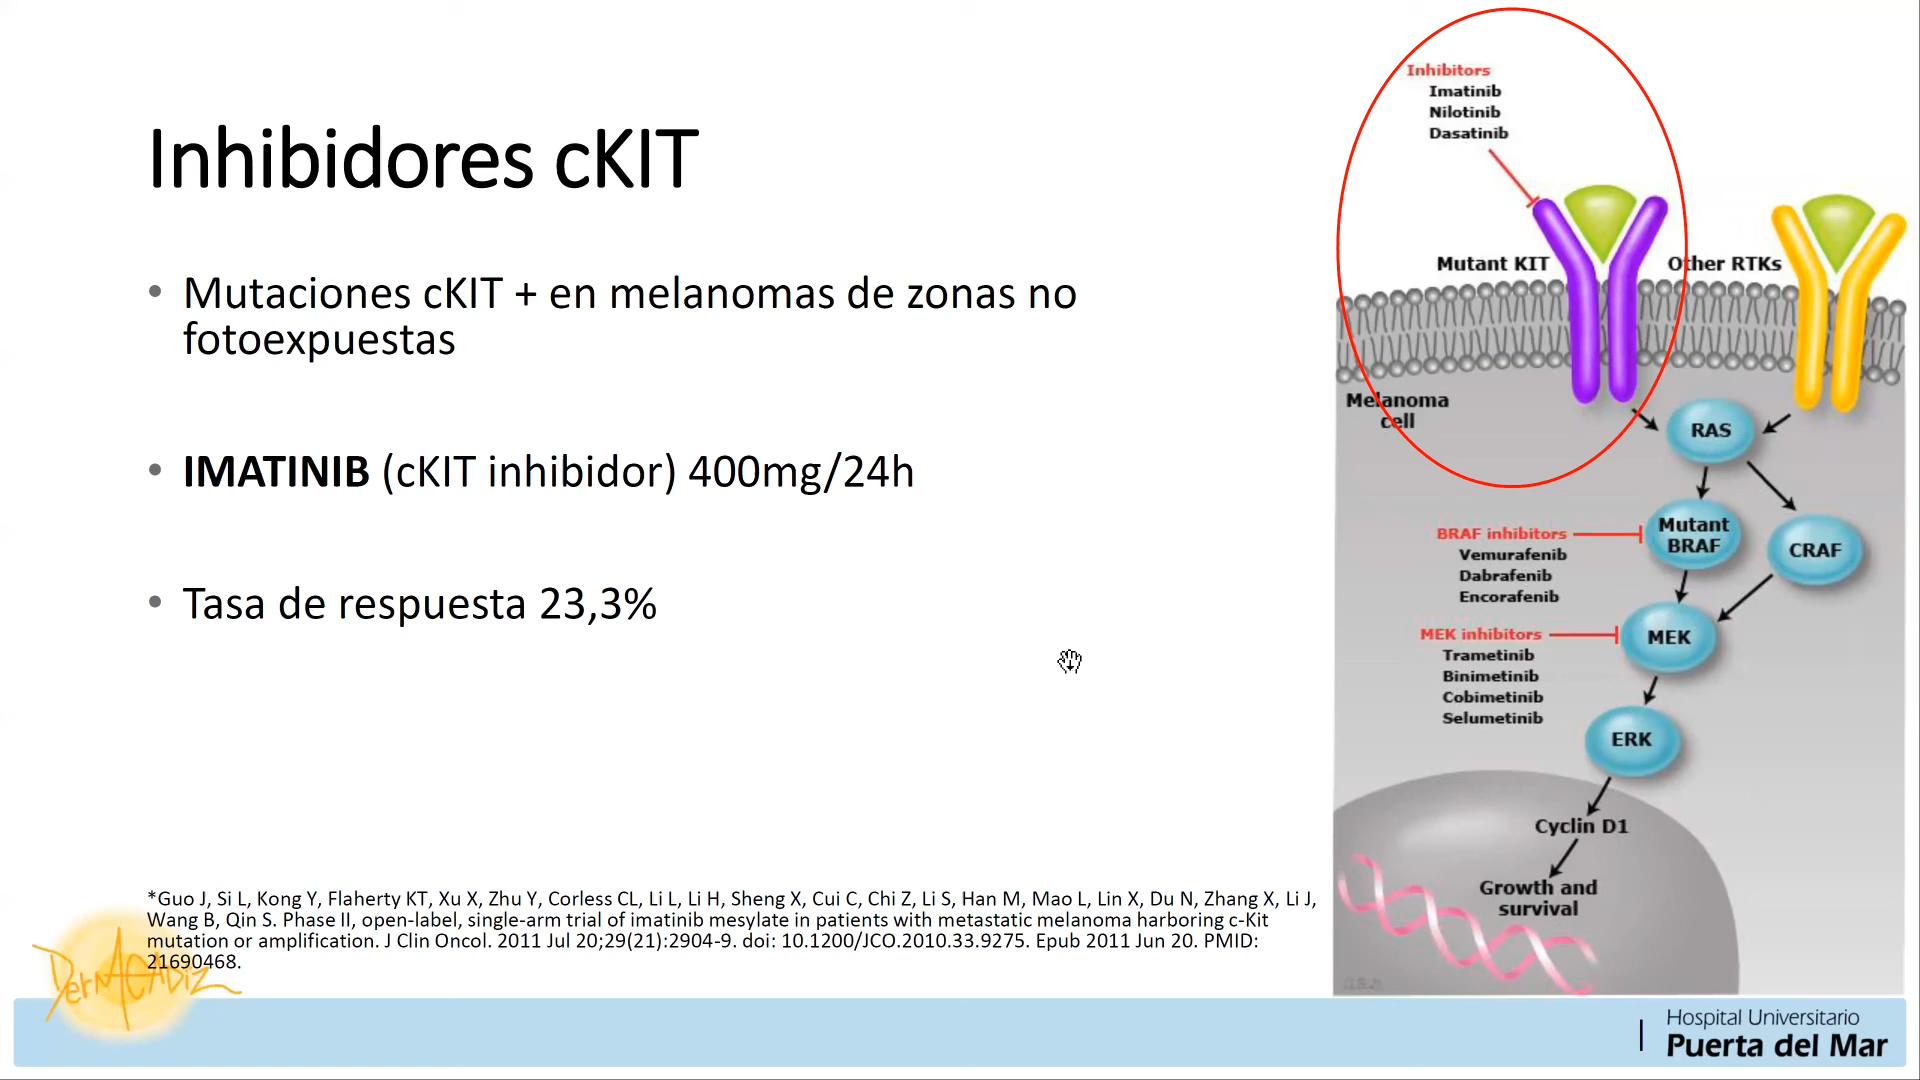 Inhibidores cKIT
• Mutaciones cKIT + en melanomas de zonas no
fotoexpuestas
• IMATINIB (cKIT inhibidor) 400mg/24h
• Tasa de respuesta 23,3%
*Guo J, Si L, Kong Y, Flaherty KT, Xu X, Zhu Y, Corless CL, Li L, Li H, Sheng X, Cui C, Chi Z, Li S, Han M, Mao L, Lin X, Du N, Zhang X, Li J,
Wang B, Qin S. Phase II, open-label, single-arm trial of imatinib mesylate in patients with metastatic melanoma harboring c-Kit
mutation or amplification. J Clin Oncol. 2011 Jul 20;29(21):2904-9. doi: 10.1200/JCO.2010.33.9275. Epub 2011 Jun 20. PMID:
21690468.
Inhibitors
Imatinib
Nilotinib
Dasatinib
Mutant KIT
Other RTKs
Melanoma
cell
RAS
Mutant
BRAF
CRAF
BRAF inhibitors
Vemurafenib
Dabrafenib
Encorafenib
MEK inhibitors
Trametinib
Binimetinib
Cobimetinib
Selumetinib
MEK
ERK
Cyclin D1
Growth and
survival
DermACádiz
Hospital Universitario
Puerta del Mar